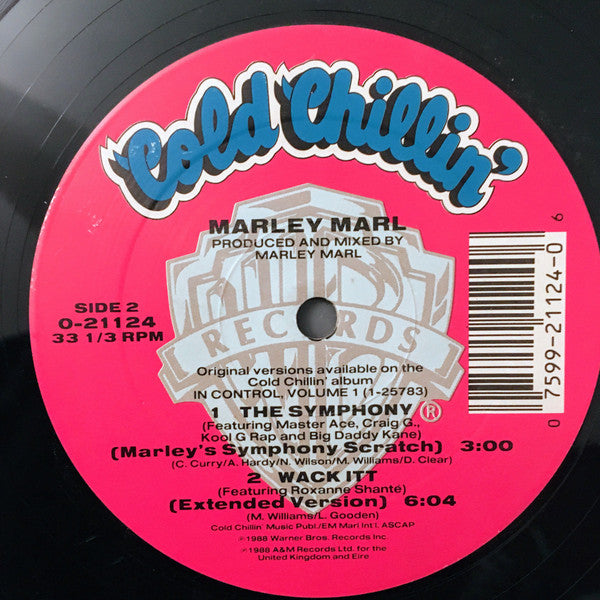 Cold Chillin'
MARLEY MARL
PRODUCED AND MIXED BY
MARLEY MARL
SIDE 2
0-21124
33 1/3 RPM
RECORDS
0 7599-21124-0 6
Original versions available on the
Cold Chillin' album
IN CONTROL, VOLUME 1 (1-25783)
1 THE SYMPHONY
(Featuring Master Ace, Craig G.,
Kool G Rap and Big Daddy Kane)
(Marley's Symphony Scratch) 3:00
(C. Curry/A. Hardy/N. Wilson/M. Williams/D. Clear)
2 WACK ITT
(Featuring Roxanne Shanté)
(Extended Version) 6:04
(M. Williams/L. Gooden)
Cold Chillin' Music Publ./EM Marl Int'l. ASCAP
℗1988 Warner Bros. Records Inc.
℗1988 A&M Records Ltd. for the
United Kingdom and Eire
®